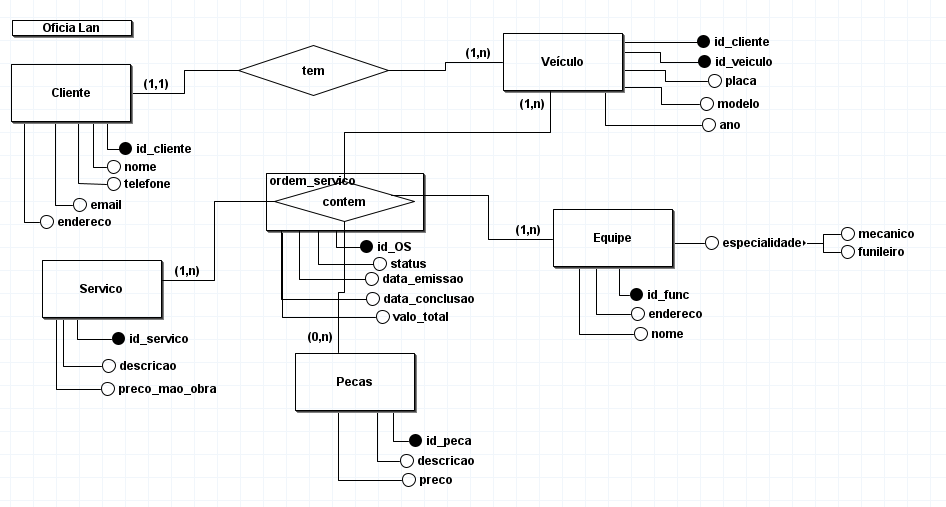 Oficia Lan
Cliente
(1,1)
tem
(1,n)
Veículo
id_cliente
id_veiculo
placa
modelo
ano
(1,n)
id_cliente
nome
telefone
email
endereco
ordem_servico
contem
(1,n)
Equipe
especialidade
mecanico
funileiro
id_func
endereco
nome
id_OS
status
data_emissao
data_conclusao
valo_total
(1,n)
Servico
id_servico
descricao
preco_mao_obra
(0,n)
Pecas
id_peca
descricao
preco